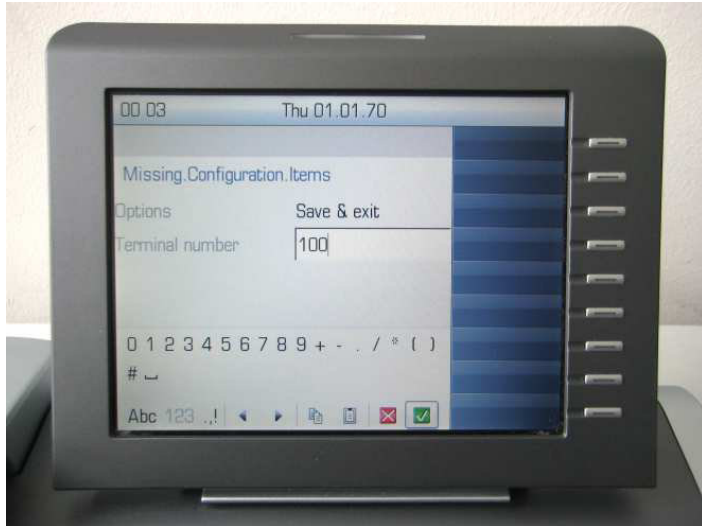 00 03 Thu 01.01.70
Missing.Configuration.Items
Options Save & exit
Terminal number 100
0 1 2 3 4 5 6 7 8 9 + - . / * ( )
# ⎵
Abc 123 .,!